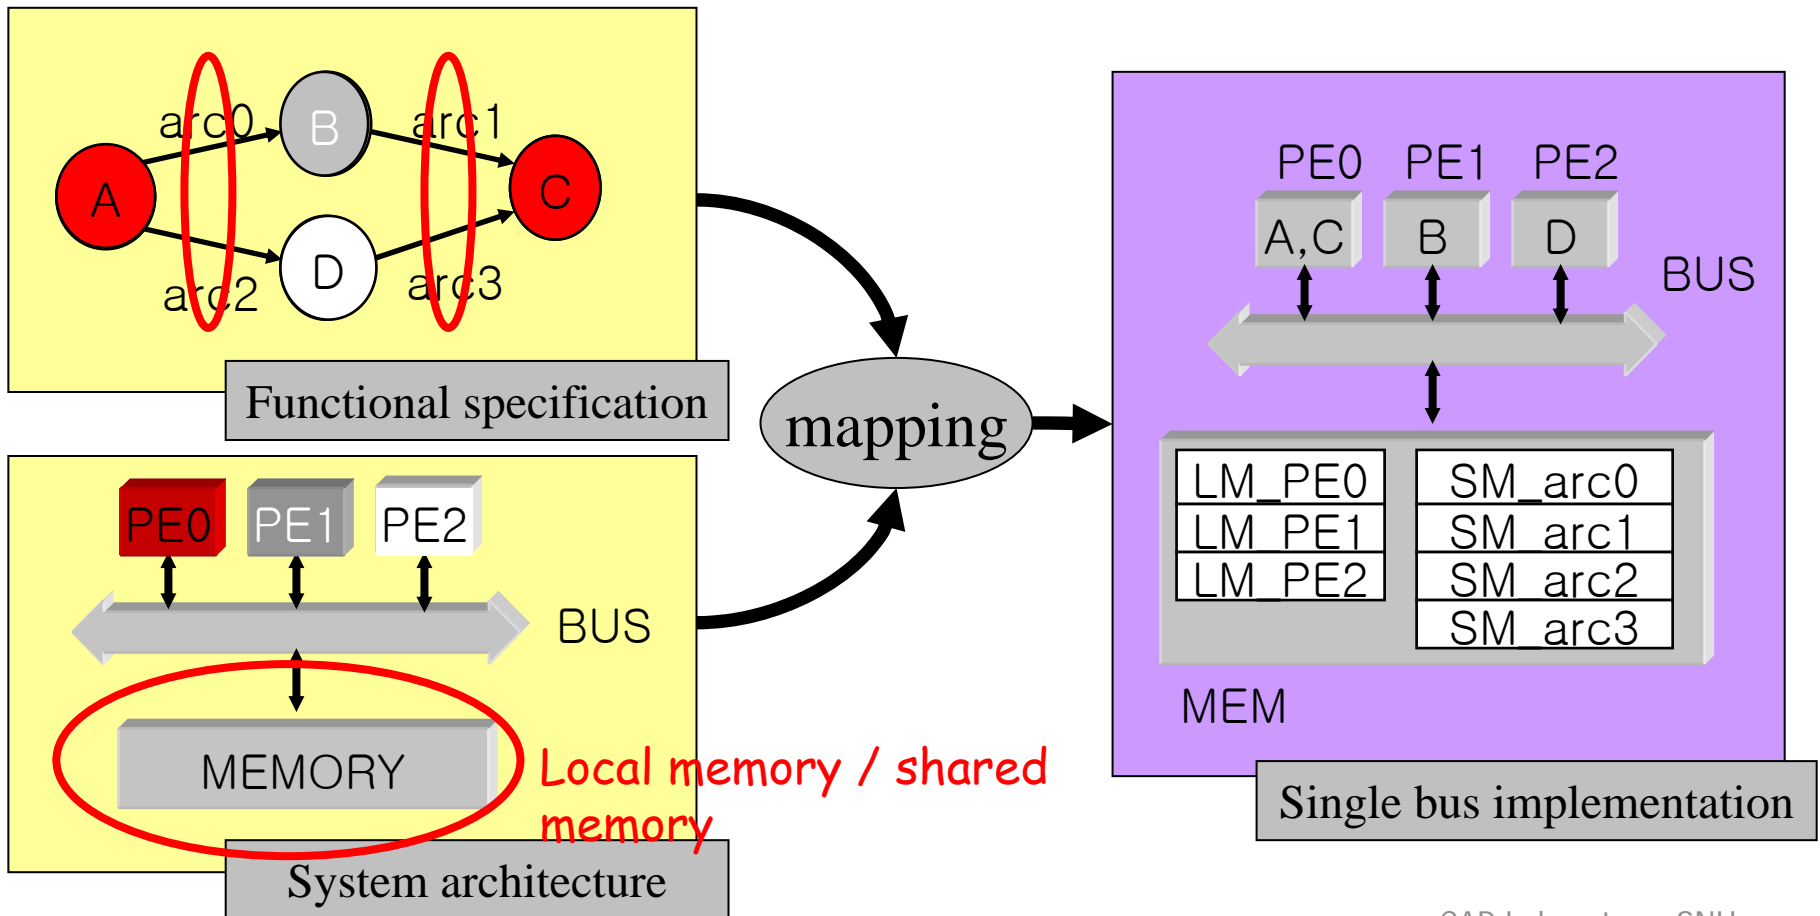 arc0
B
arc1
A
C
D
arc2
arc3
Functional specification
PE0 PE1 PE2
BUS
MEMORY
Local memory / shared
memory
System architecture
mapping
PE0 PE1 PE2
A,C B D
BUS
LM_PE0
LM_PE1
LM_PE2
SM_arc0
SM_arc1
SM_arc2
SM_arc3
MEM
Single bus implementation